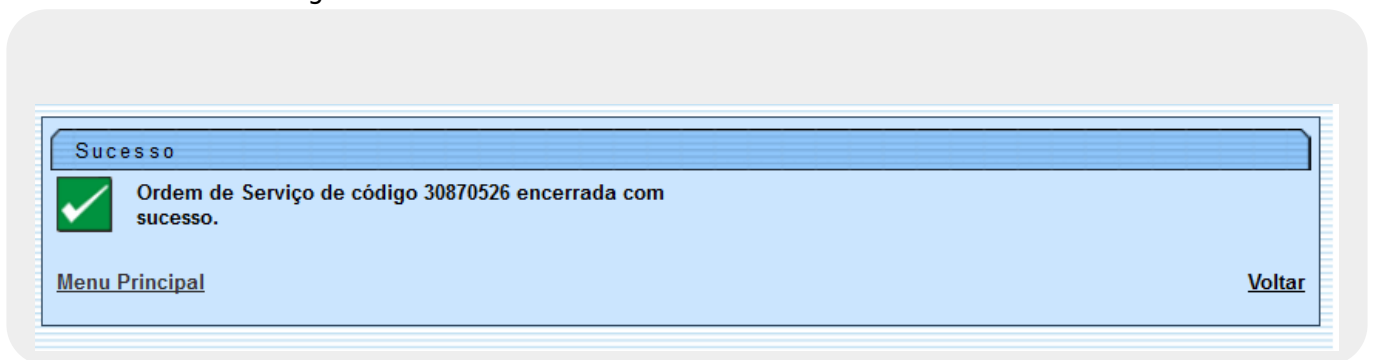 Sucesso
Ordem de Serviço de código 30870526 encerrada com
sucesso.
Menu Principal
Voltar